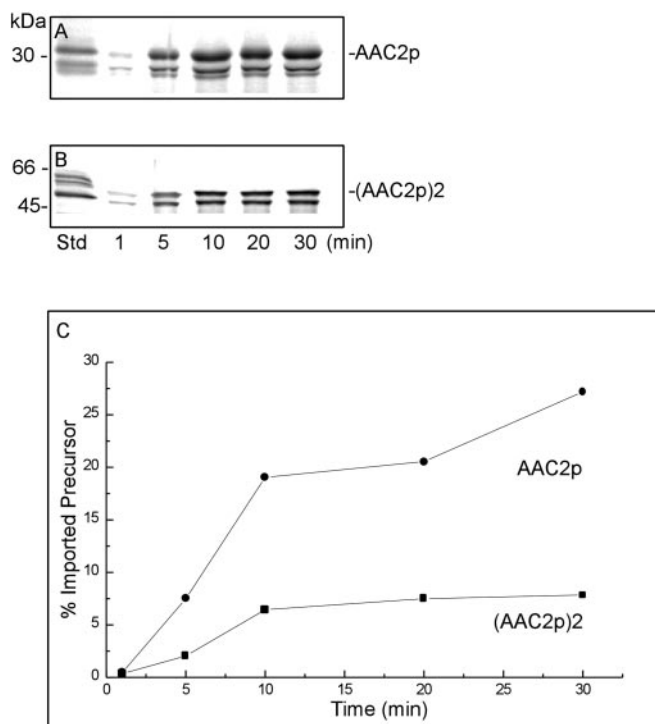 kDa
A
30 -
-AAC2p
B
66 -
45-
-(AAC2p)2
Std 1 5 10 20 30 (min)
C
30
25
20
15
10
5
0
% Imported Precursor
AAC2p
(AAC2p)2
5 10 15 20 25 30
Time (min)